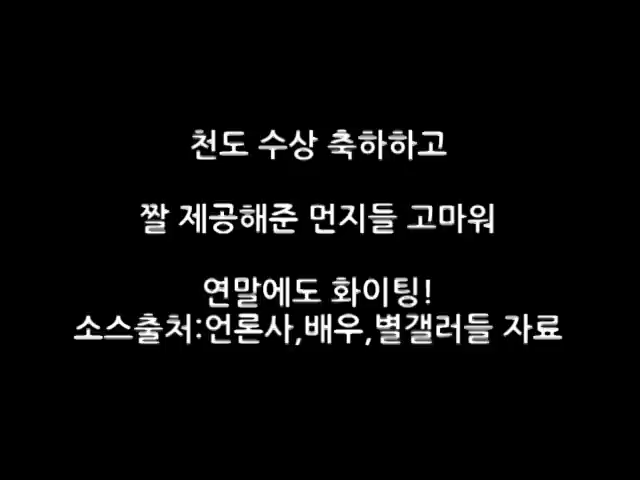 천도 수상 축하하고
짤 제공해준 먼지들 고마워
연말에도 화이팅!
소스출처:언론사,배우,별갤러들 자료